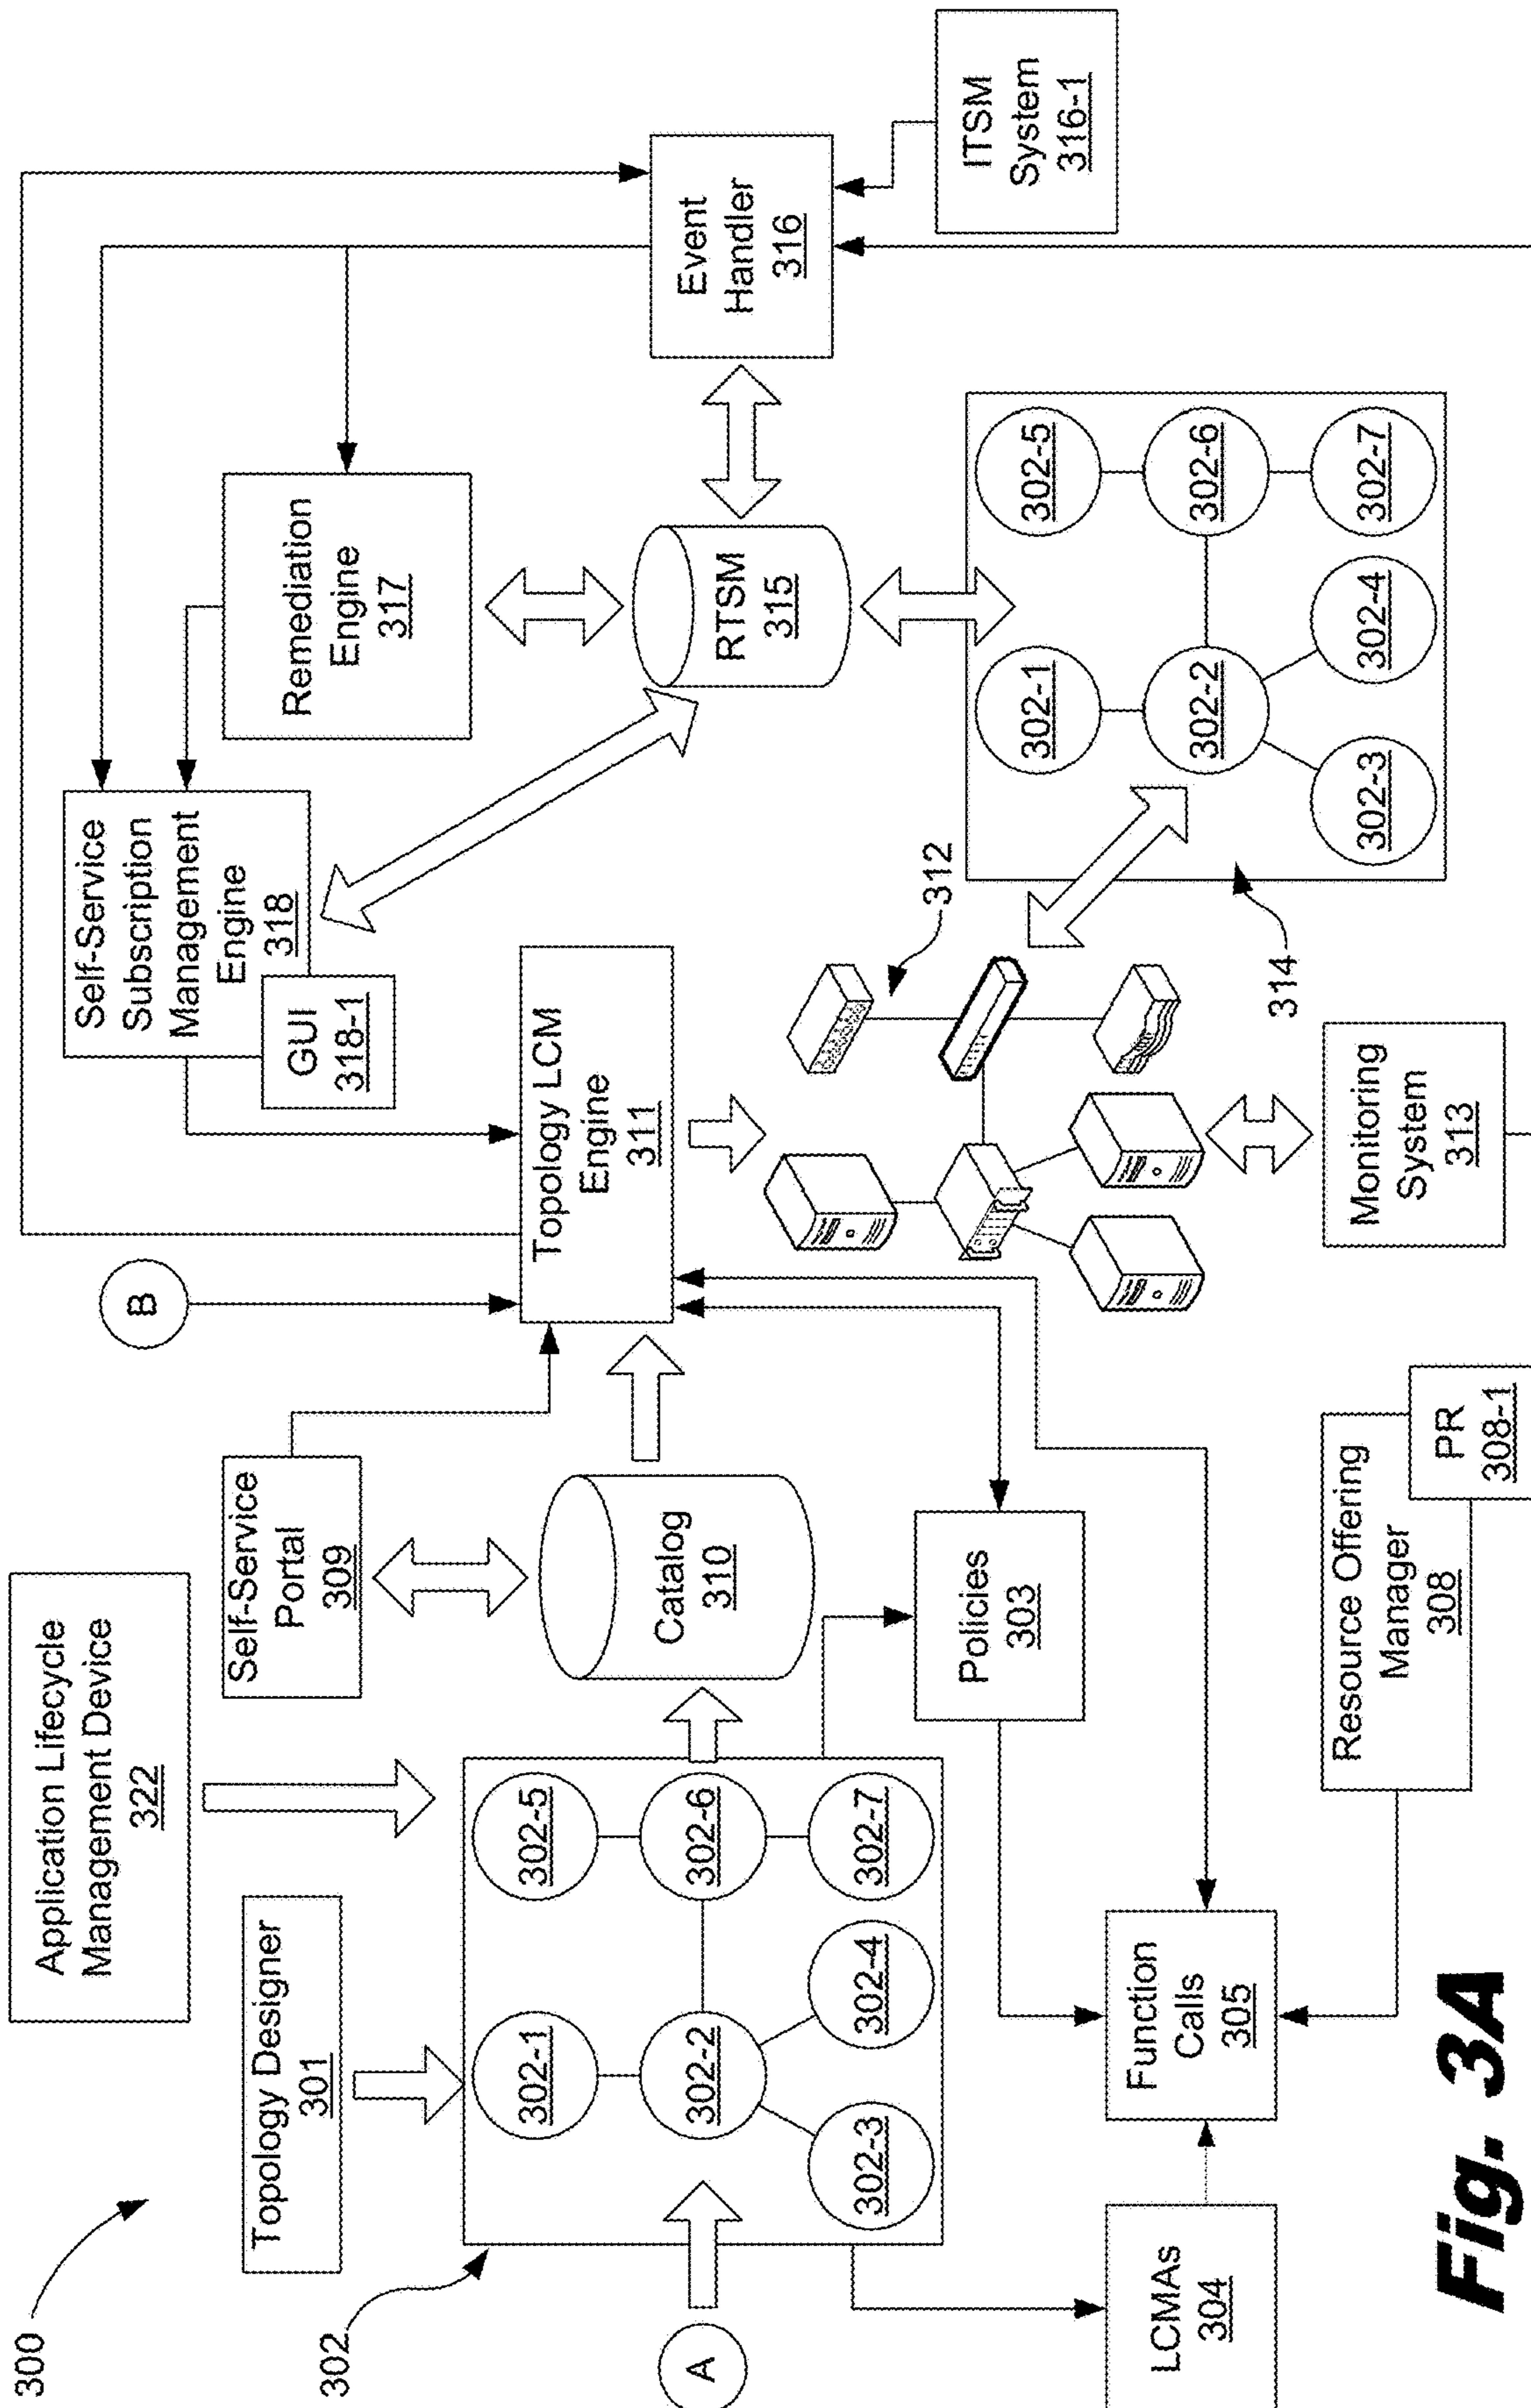 300
Application Lifecycle
Management Device
322
Topology Designer
301
302
A
302-1
302-2
302-3
302-4
302-5
302-6
302-7
LCMAs
304
Function
Calls
305
Policies
303
Resource Offering
Manager
308
PR
308-1
Self-Service
Portal
309
Catalog
310
B
Topology LCM
Engine
311
312
Monitoring
System
313
314
302-1
302-2
302-3
302-4
302-5
302-6
302-7
RTSM
315
Self-Service
Subscription
Management
Engine
318
GUI
318-1
Remediation
Engine
317
Event
Handler
316
ITSM
System
316-1
Fig. 3A